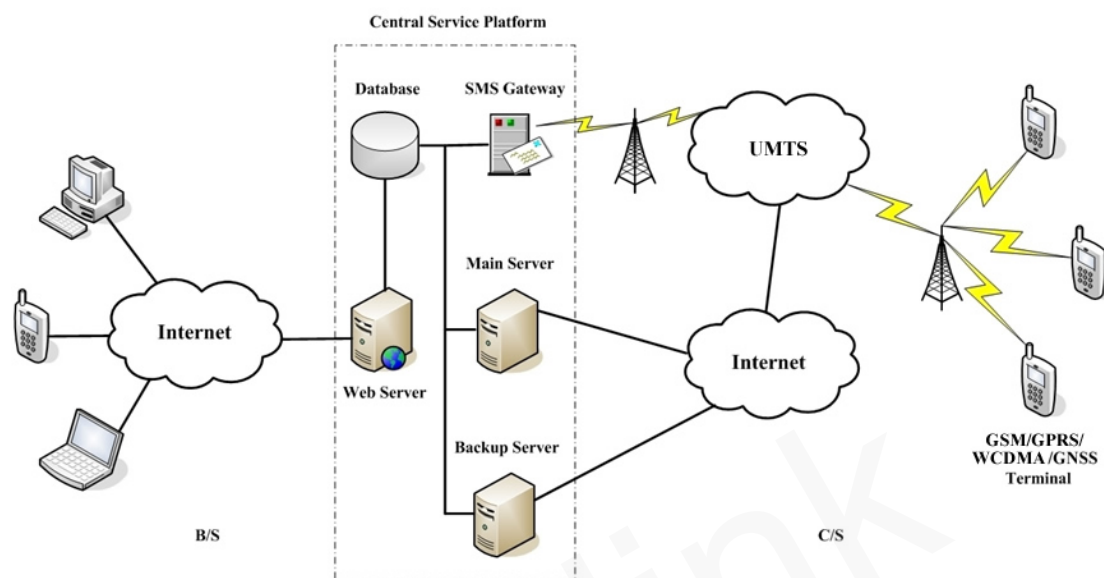 Central Service Platform
Database
SMS Gateway
UMTS
Internet
Main Server
Web Server
Internet
Backup Server
GSM/GPRS/
WCDMA/GNSS
Terminal
B/S
C/S